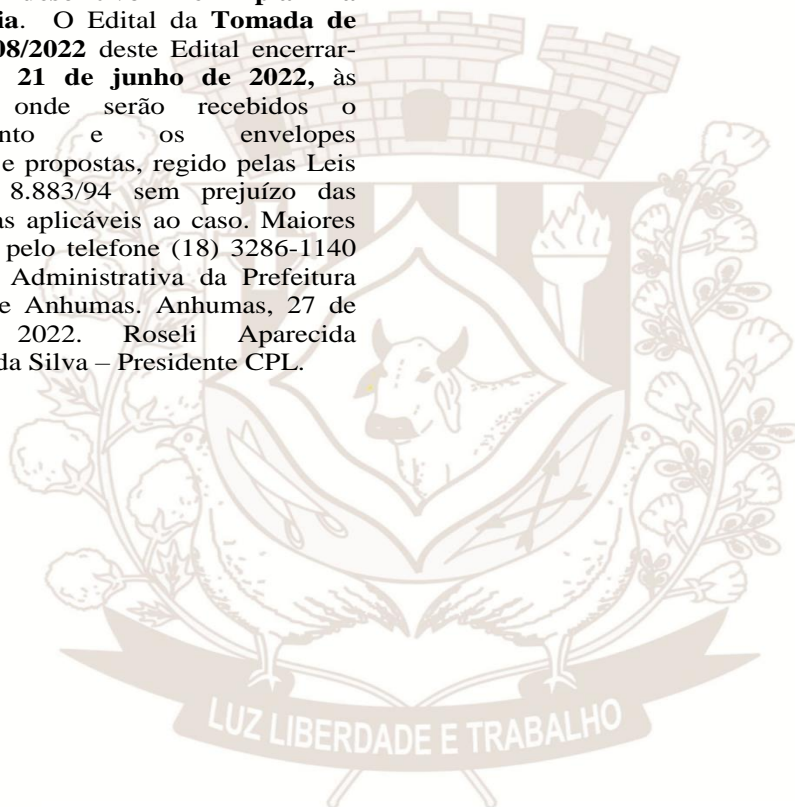 ia. O Edital da Tomada de
08/2022 deste Edital encerrar-
21 de junho de 2022, às
onde serão recebidos o
nto e os envelopes
e propostas, regido pelas Leis
8.883/94 sem prejuízo das
as aplicáveis ao caso. Maiores
pelo telefone (18) 3286-1140
Administrativa da Prefeitura
e Anhumas. Anhumas, 27 de
2022. Roseli Aparecida
da Silva – Presidente CPL.
LUZ LIBERDADE E TRABALHO